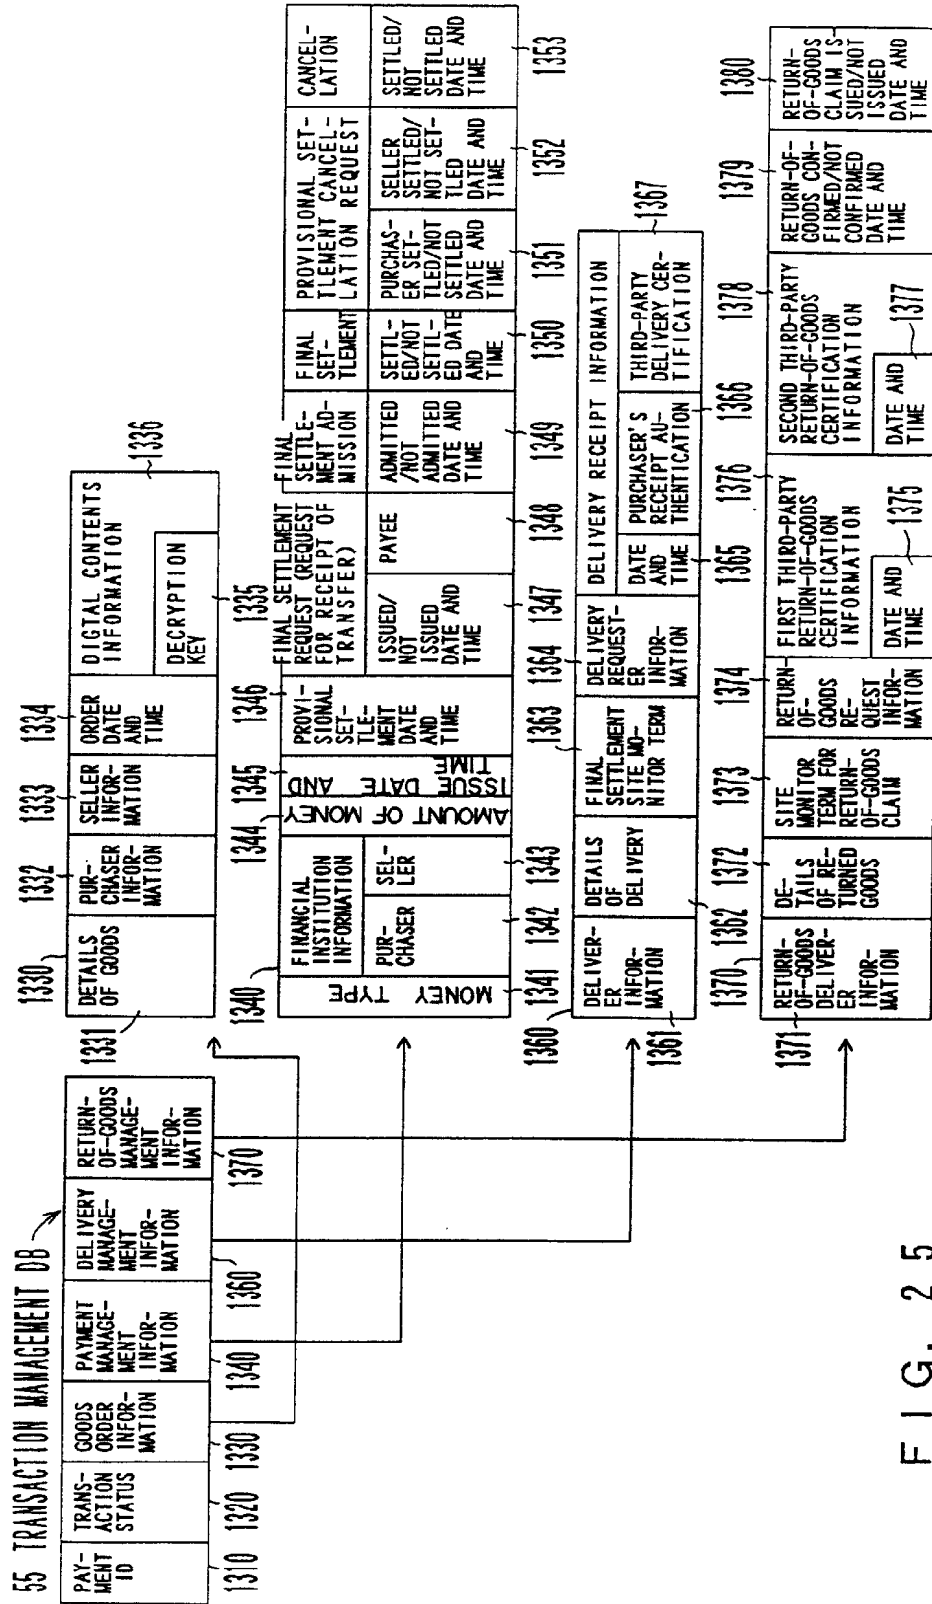 55 TRANSACTION MANAGEMENT DB
PAY-
MENT
ID
1310
TRANS-
ACTION
STATUS
1320
GOODS
ORDER
INFOR-
MATION
1330
PAYMENT
MANAGE-
MENT
INFOR-
MATION
1340
DELIVERY
MANAGE-
MENT
INFOR-
MATION
1360
RETURN-
OF-GOODS
MANAGE-
MENT
INFOR-
MATION
1370
1330
DETAILS
OF GOODS
1331
1332
PUR-
CHASER
INFOR-
MATION
1333
SELLER
INFOR-
MATION
1334
ORDER
DATE
AND
TIME
DIGTAL CONTENTS
INFORMATION
1336
DECRYPTION
KEY
1335
1340
MONEY TYPE
1341
FINANCIAL
INSTITUTION
INFORMATION
PUR-
CHASER
1342
SEL-
LER
1343
1344
AMOUNT OF MONEY
1345
ISSUE DATE AND
TIME
1346
PROVI-
SIONAL
SET-
TLE-
MENT
DATE
AND
TIME
FINAL SETTLEMENT
REQUEST (REQUEST
FOR RECEIPT OF
TRANSFER)
ISSUED/
NOT
ISSUED
DATE AND
TIME
1347
PAYEE
1348
FINAL
SETTLE-
MENT AD-
MISSION
ADMITTED
/NOT
ADMITTED
DATE AND
TIME
1349
FINAL
SET-
TLEMENT
SETTL-
ED/NOT
SETTL-
ED DATE
AND
TIME
1350
PROVISIONAL SET-
TLEMENT CANCEL-
LATION REQUEST
PURCHAS-
ER SET-
TLED/NOT
SETTLED
DATE AND
TIME
1351
SELLER
SETTLED/
NOT SET-
TLED
DATE AND
TIME
1352
CANCEL-
LATION
SETTLED/
NOT
SETTLED
DATE AND
TIME
1353
1360
DELIVER-
ER
INFOR-
MATION
1361
DETAILS
OF
DELIVERY
1362
1363
FINAL
SETTLEMENT
SITE MO-
NITOR TERM
1364
DELIVERY
REQUEST-
ER
INFOR-
MATION
DELIVERY RECEIPT INFORMATION
DATE
AND
TIME
1365
PURCHASER'S
RECEIPT AU-
THENTICATION
1366
THIRD-PARTY
DELIVERY CER-
TIFICATION
1367
1370
RETURN-
OF-GOODS
DELIVER-
ER
INFOR-
MATION
1371
1372
DE-
TAILS
OF RE-
TURNED
GOODS
1373
SITE
MONITOR
TERM FOR
RETURN-
OF-GOODS
CLAIM
1374
RETURN-
OF-
GOODS
RE-
QUEST
INFOR-
MATION
1376
FIRST THIRD-PARTY
RETURN-OF-GOODS
CERTIFICATION
INFORMATION
DATE AND
TIME
1375
1378
SECOND THIRD-PARTY
RETURN-OF-GOODS
CERTIFICATION
INFORMATION
DATE AND
TIME
1377
1379
RETURN-OF-
GOODS CON-
FIRMED/NOT
CONFIRMED
DATE AND
TIME
1380
RETURN-
OF-GOODS
CLAIM IS-
SUED/NOT
ISSUED
DATE AND
TIME
FIG. 25